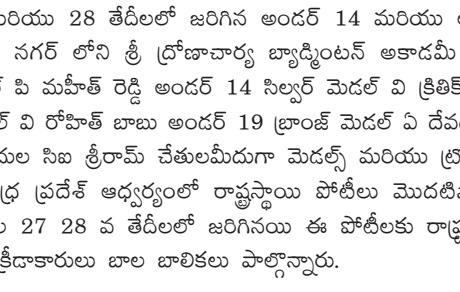 మరియు 28 తేదీలలో జరిగిన అండర్ 14 మరియు
నగర్ లోని శ్రీ ద్రోణాచార్య బ్యాడ్మింటన్ అకాడమీ
పి మహీత్ రెడ్డి అండర్ 14 సిల్వర్ మెడల్ వి క్రితిక్
వి రోహిత్ బాబు అండర్ 19 బ్రాంజ్ మెడల్ ఏ
సిఐ శ్రీరామ్ చేతులమీదుగా మెడల్స్ మరియు
ప్రదేశ్ ఆధ్వర్యంలో రాష్ట్రస్థాయి పోటీలు
27 28 వ తేదీలలో జరిగినయి ఈ పోటీలకు
క్రీడాకారులు బాల బాలికలు పాల్గొన్నారు.